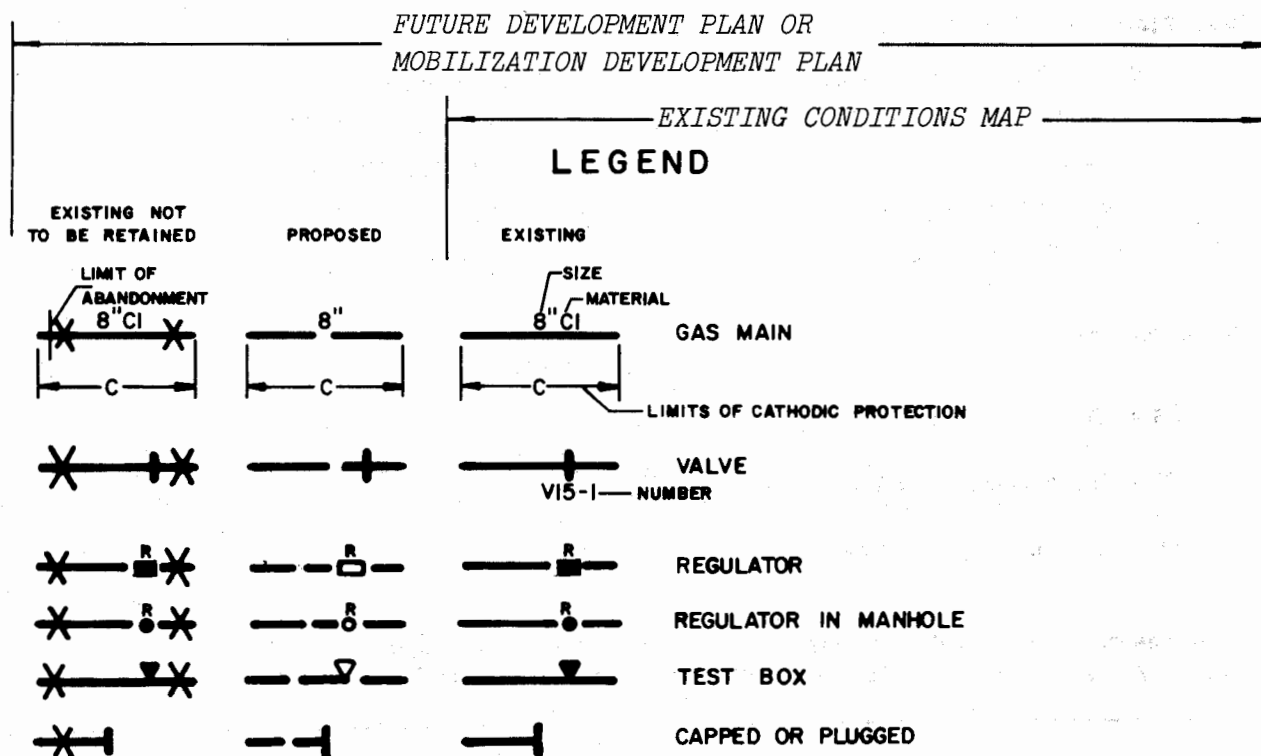 FUTURE DEVELOPMENT PLAN OR
MOBILIZATION DEVELOPMENT PLAN
EXISTING CONDITIONS MAP
LEGEND
EXISTING NOT
TO BE RETAINED
PROPOSED
EXISTING
LIMIT OF
ABANDONMENT
SIZE
MATERIAL
8"CI
8"
8"CI
GAS MAIN
C
C
C
LIMITS OF CATHODIC PROTECTION
VALVE
V15-1
NUMBER
R
R
R
REGULATOR
R
R
R
REGULATOR IN MANHOLE
TEST BOX
CAPPED OR PLUGGED